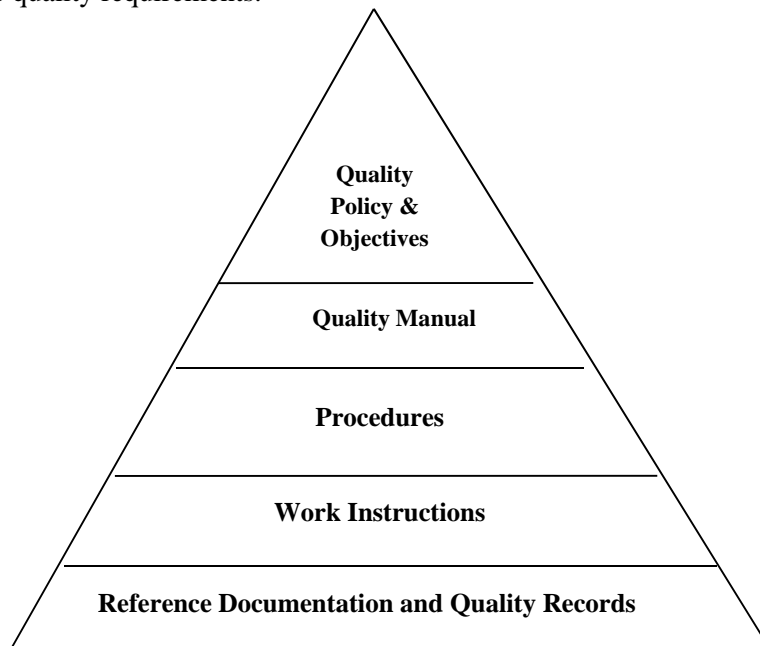 quality requirements.
Quality
Policy &
Objectives
Quality Manual
Procedures
Work Instructions
Reference Documentation and Quality Records